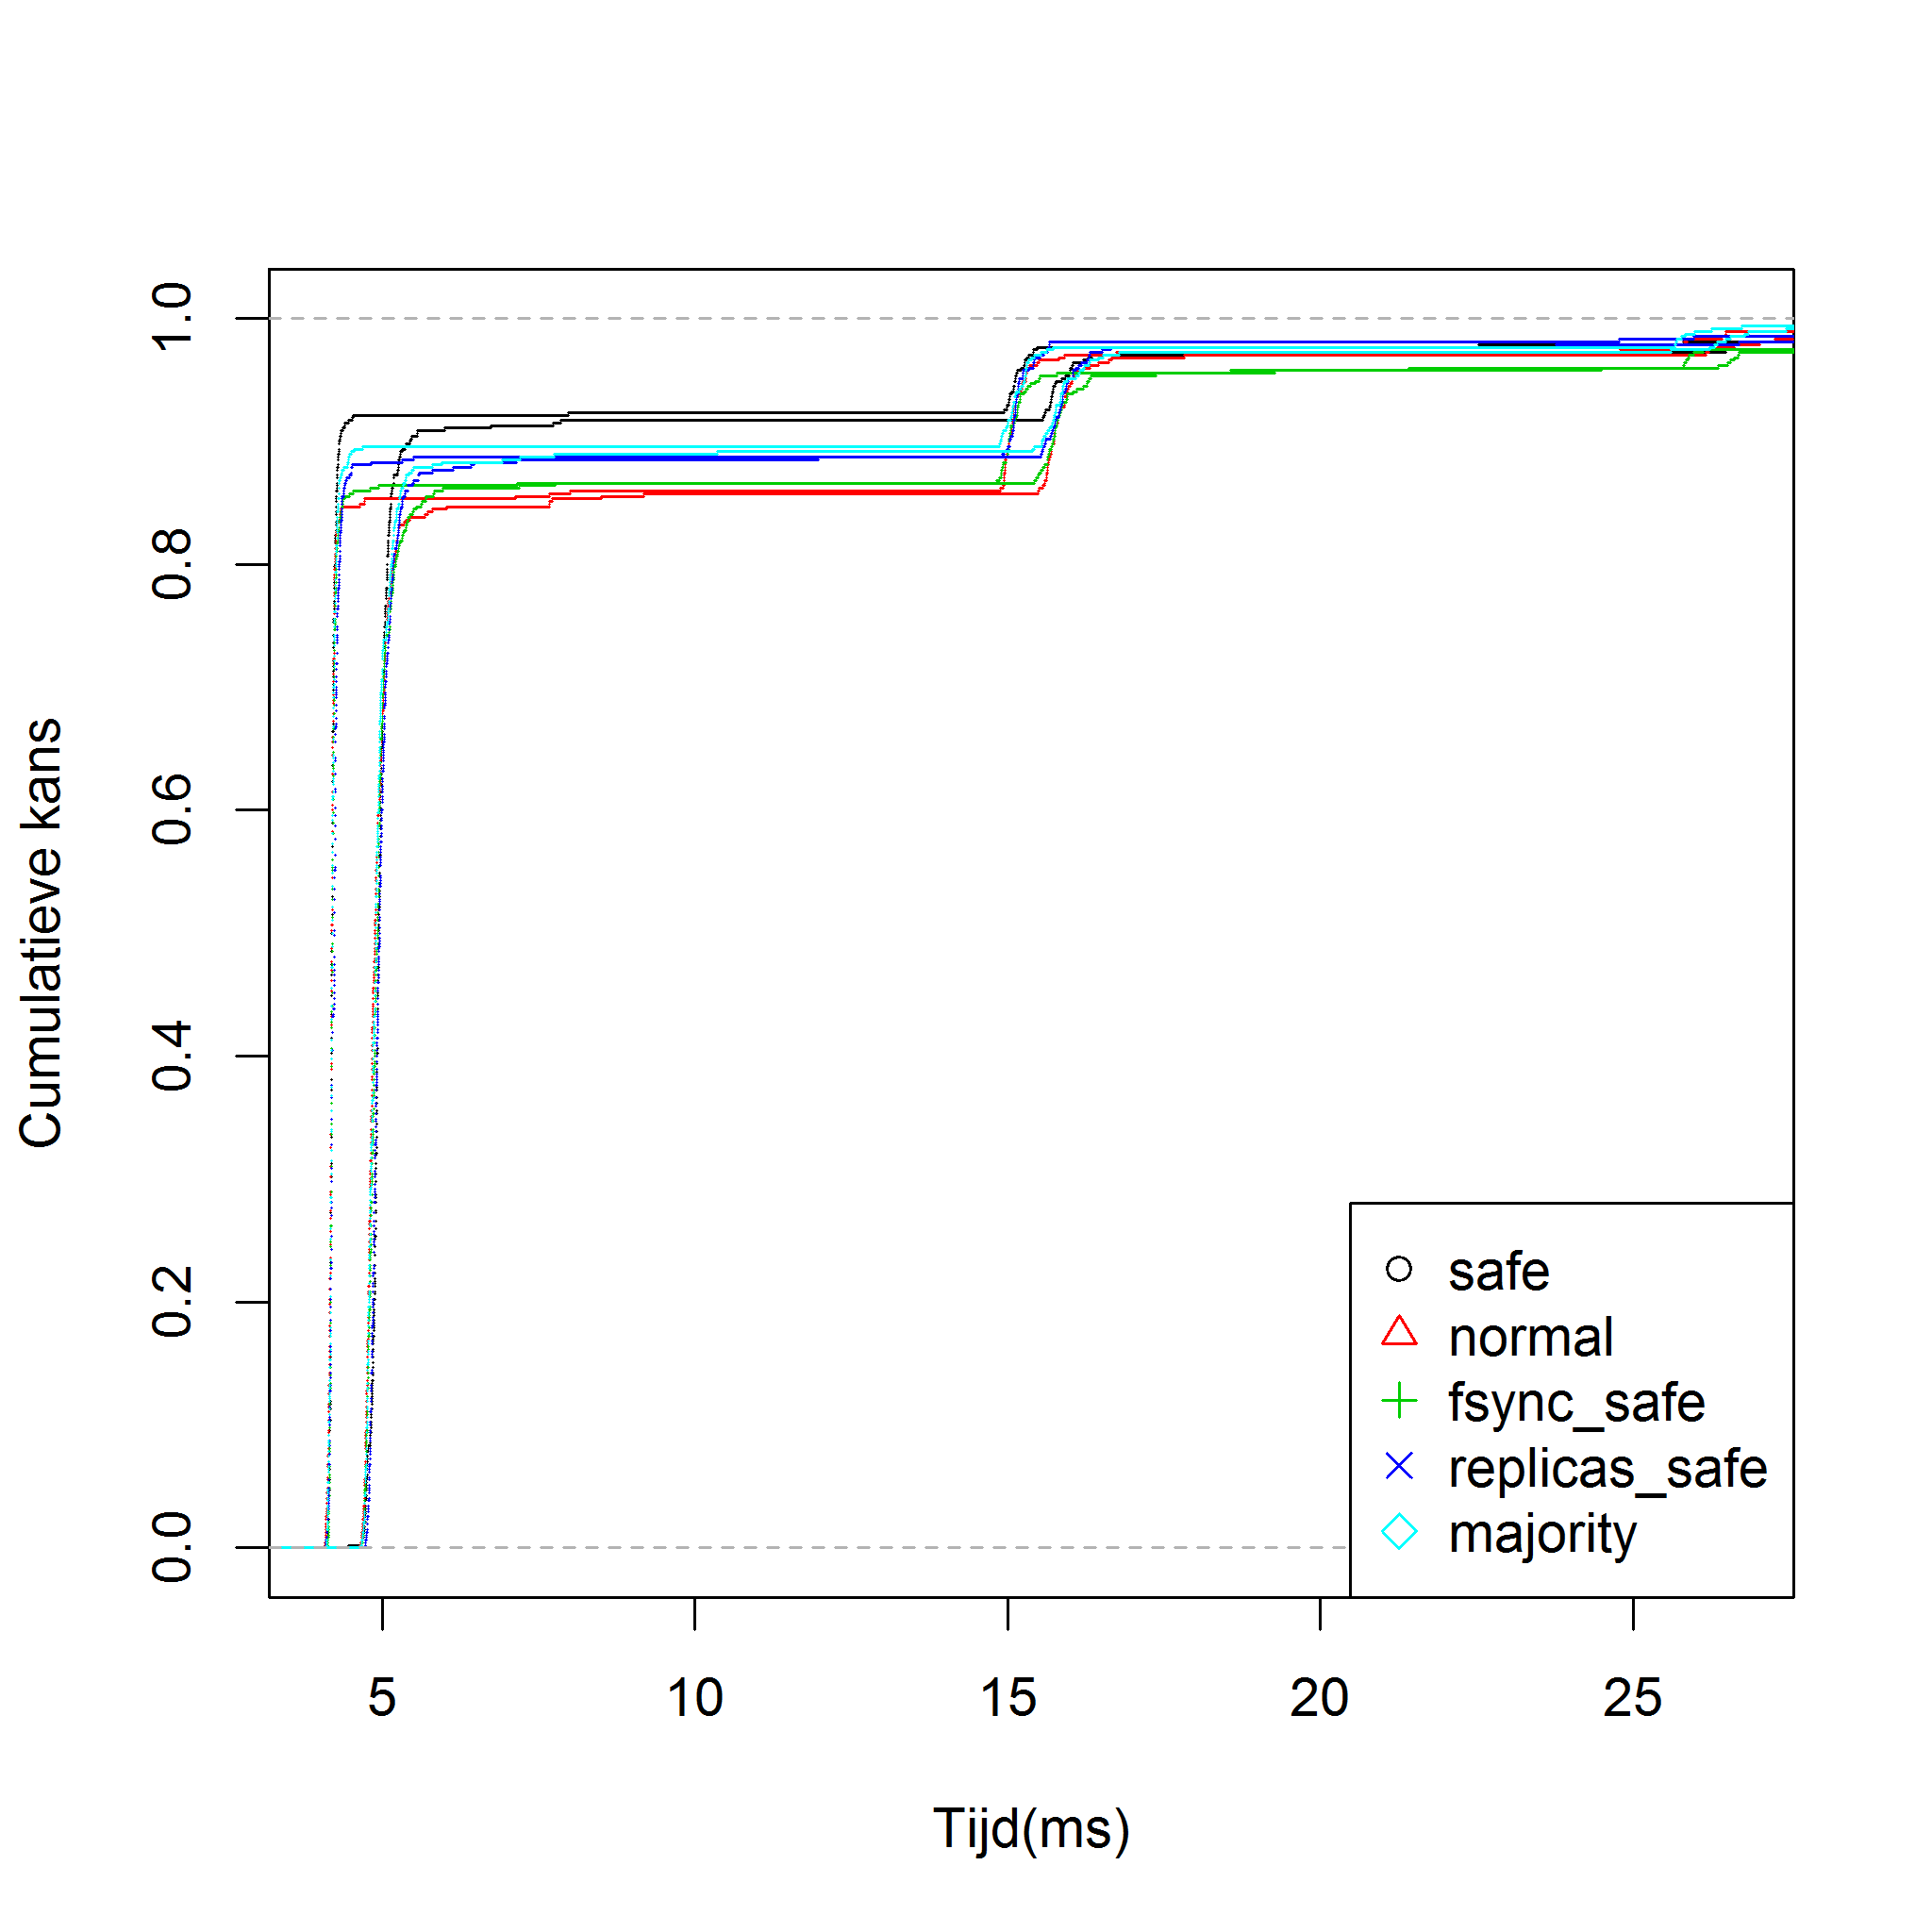 Cumulatieve kans
1.0
0.8
0.6
0.4
0.2
0.0
safe
normal
fsync_safe
replicas_safe
majority
5 10 15 20 25
Tijd(ms)